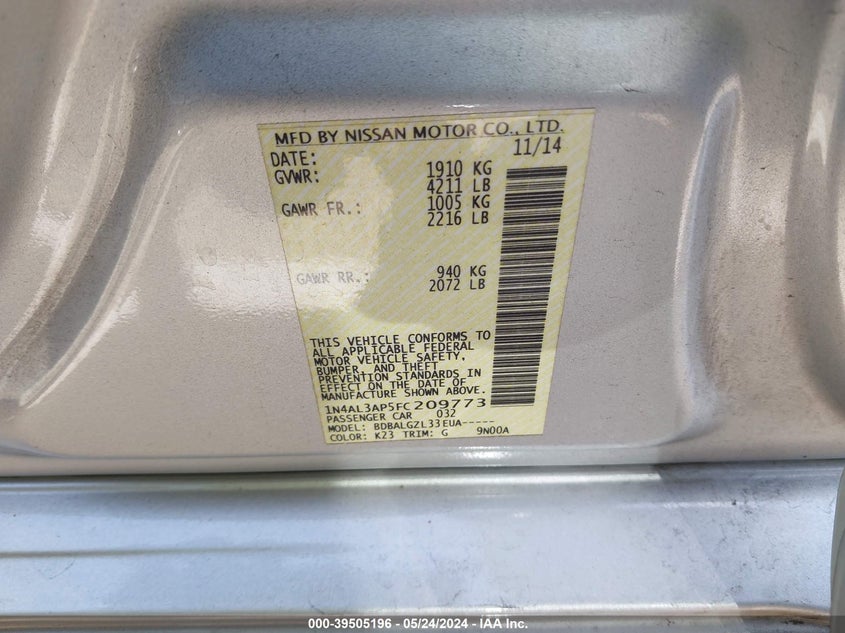 MFD BY NISSAN MOTOR CO., LTD.
DATE: 11/14
GVWR: 1910 KG
4211 LB
GAWR FR.: 1005 KG
2216 LB
GAWR RR.: 940 KG
2072 LB
THIS VEHICLE CONFORMS TO
ALL APPLICABLE FEDERAL
MOTOR VEHICLE SAFETY,
BUMPER, AND THEFT
PREVENTION STANDARDS IN
EFFECT ON THE DATE OF
MANUFACTURE SHOWN ABOVE.
1N4AL3AP5FC209773
PASSENGER CAR 032
MODEL: BDBALGZL33EUA-----
COLOR: K23 TRIM: G 9N00A
000-39505196 - 05/24/2024 - IAA Inc.